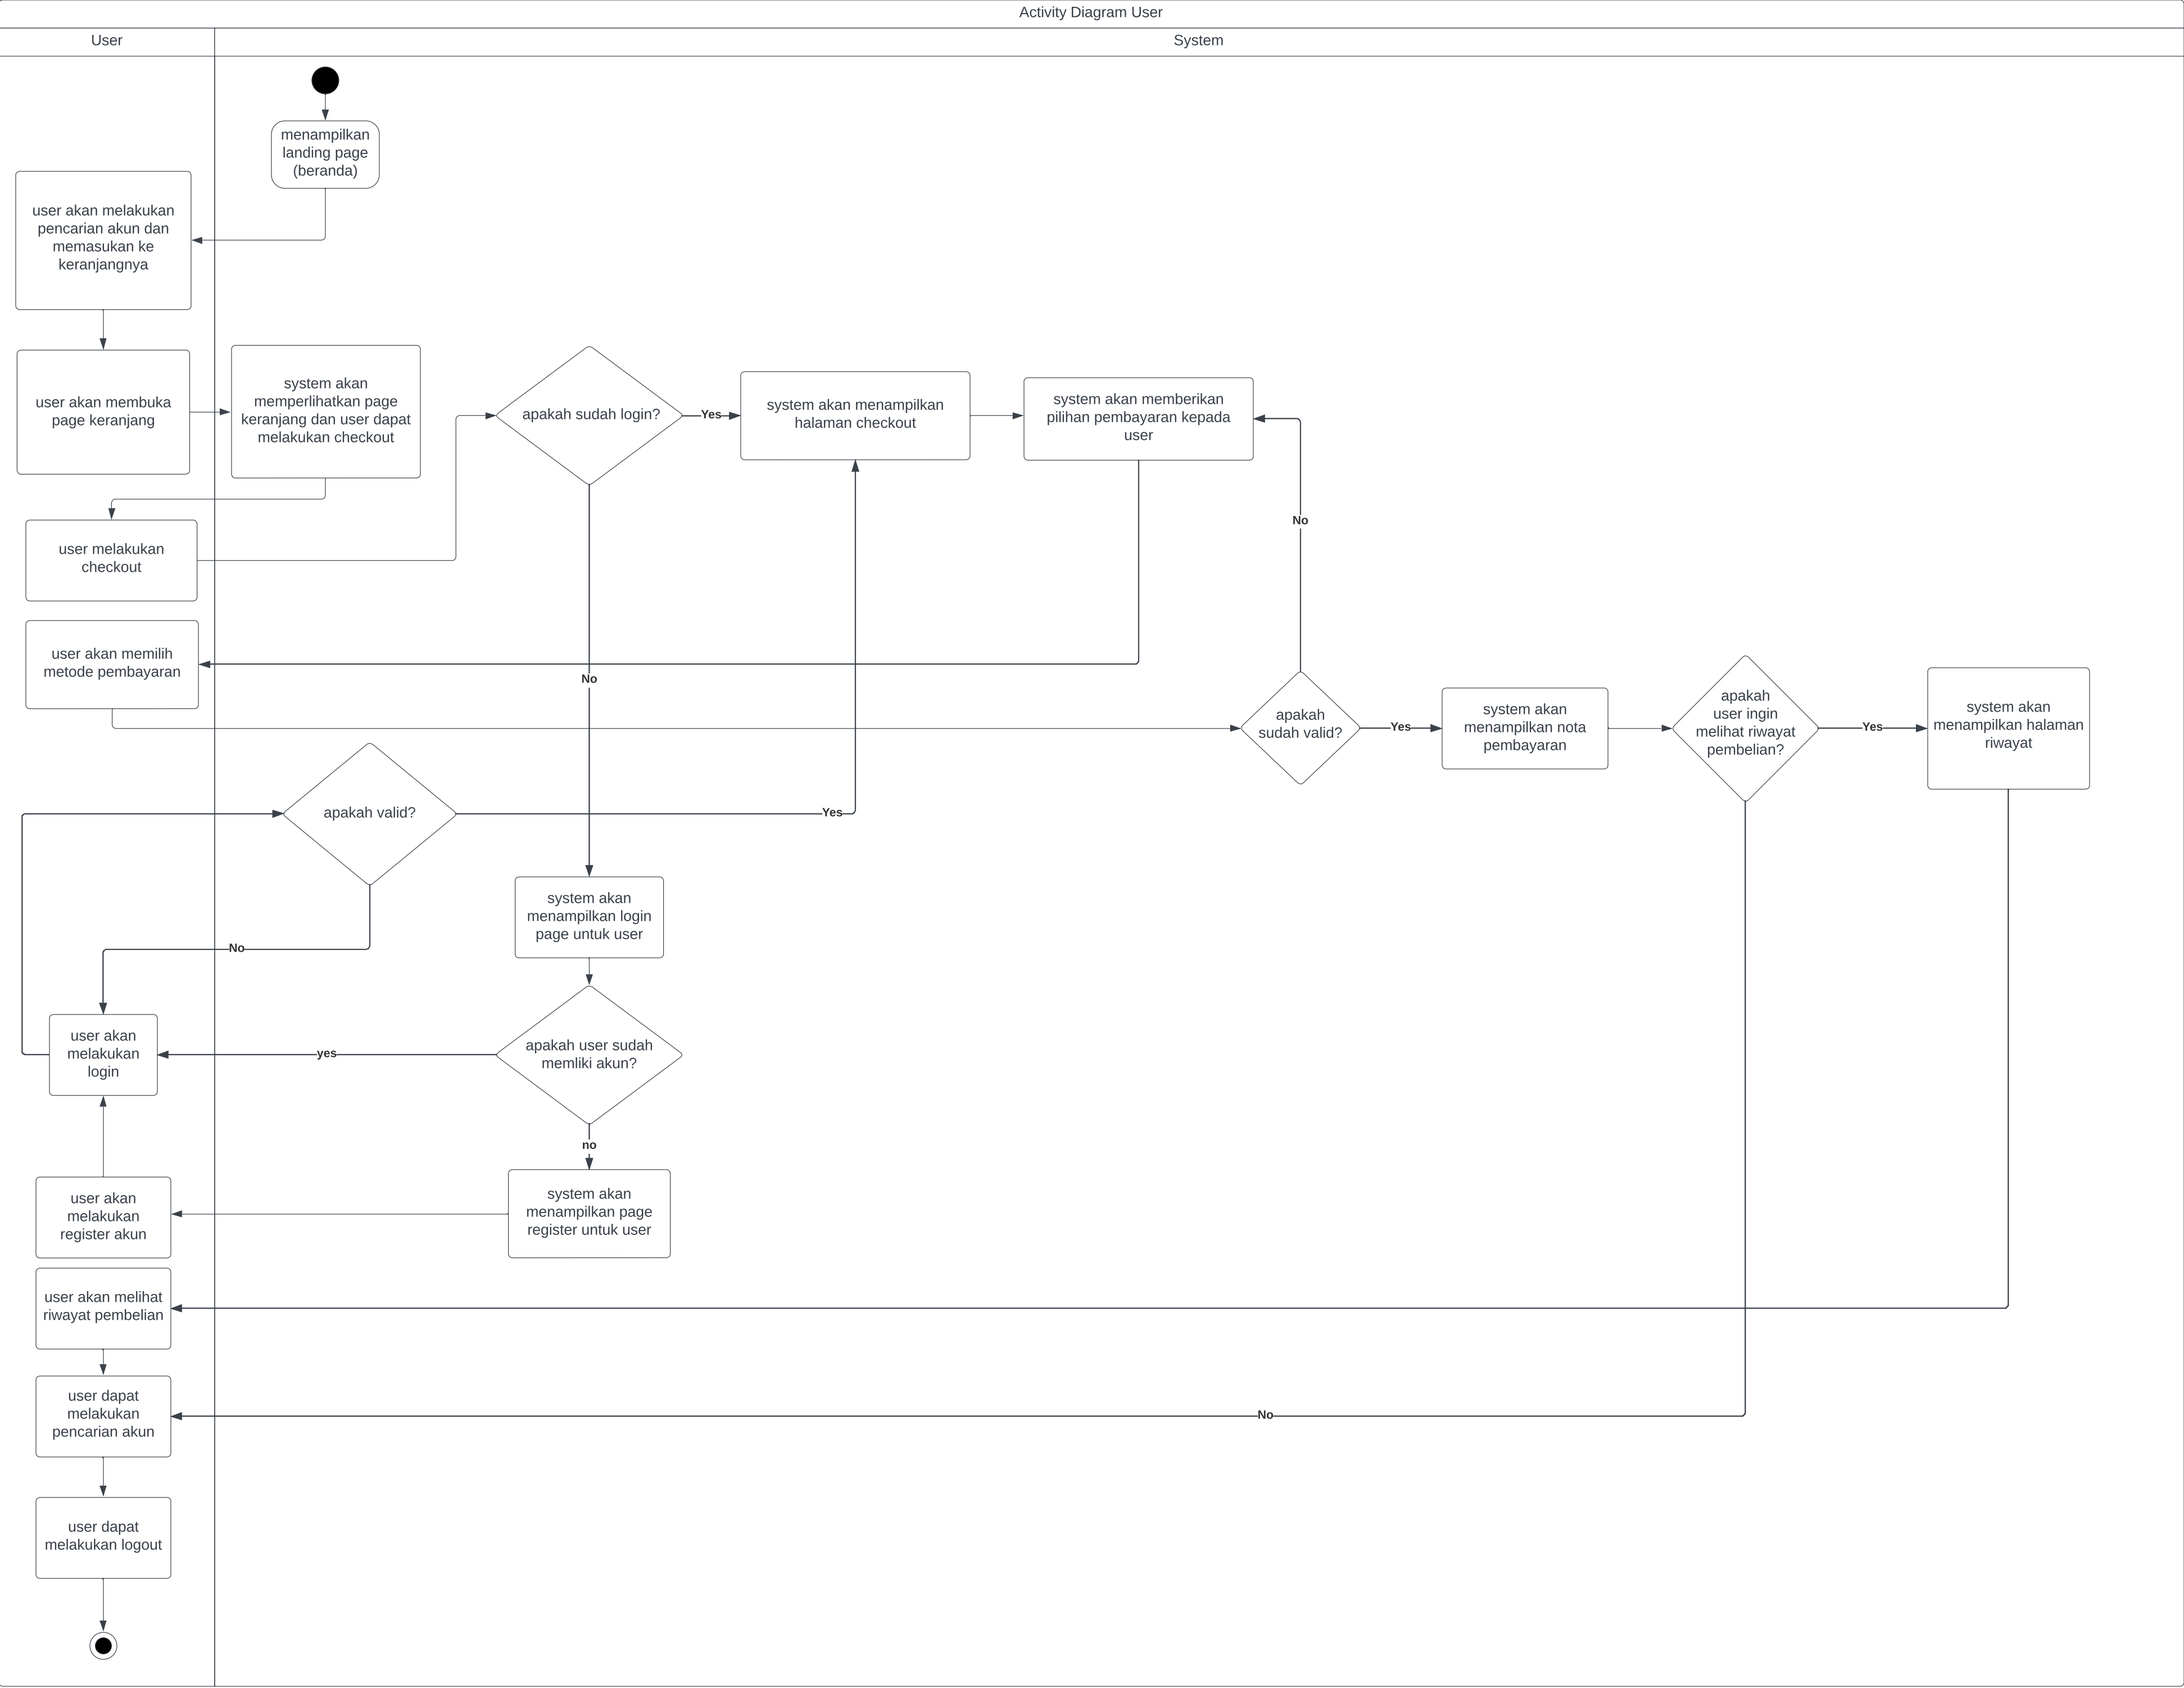 Activity Diagram User
User
System
menampilkan
landing page
(beranda)
user akan melakukan
pencarian akun dan
memasukan ke
keranjangnya
user akan membuka
page keranjang
system akan
memperlihatkan page
keranjang dan user dapat
melakukan checkout
apakah sudah login?
Yes
system akan menampilkan
halaman checkout
system akan memberikan
pilihan pembayaran kepada
user
No
user melakukan
checkout
user akan memilih
metode pembayaran
No
apakah
sudah valid?
Yes
system akan
menampilkan nota
pembayaran
apakah
user ingin
melihat riwayat
pembelian?
Yes
system akan
menampilkan halaman
riwayat
apakah valid?
Yes
No
system akan
menampilkan login
page untuk user
user akan
melakukan
login
yes
apakah user sudah
memliki akun?
no
user akan
melakukan
register akun
system akan
menampilkan page
register untuk user
user akan melihat
riwayat pembelian
user dapat
melakukan
pencarian akun
No
user dapat
melakukan logout